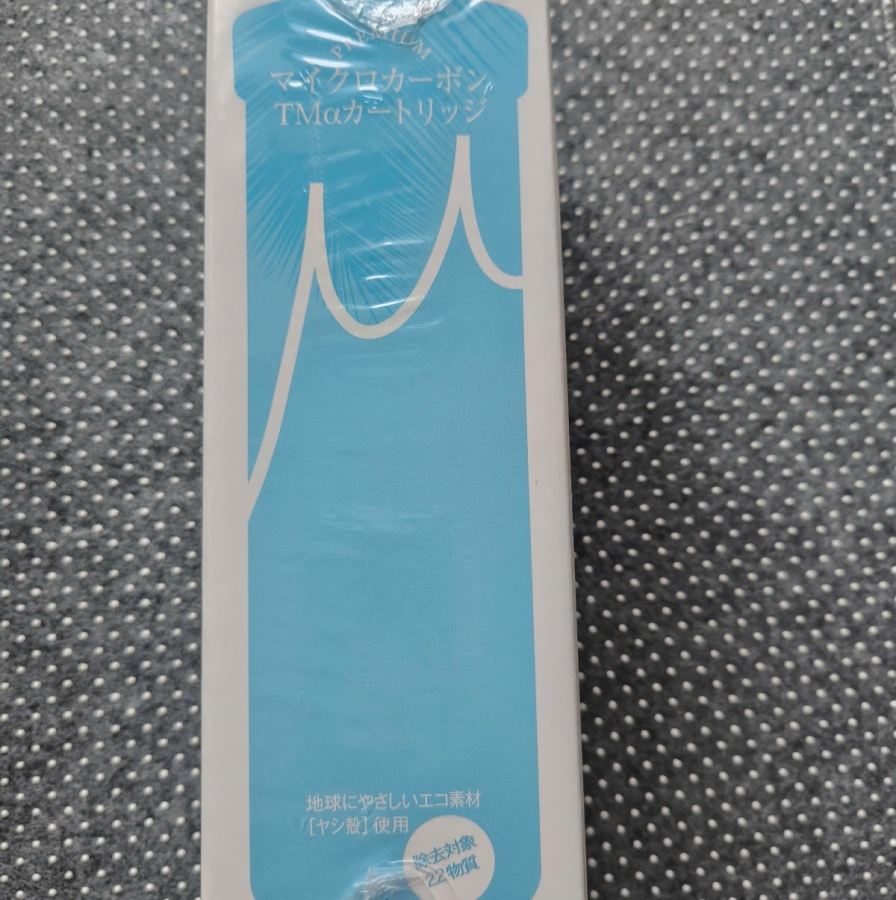 PREMIUM
マイクロカーボン
TMαカートリッジ
地球にやさしいエコ素材
［ヤシ殻］使用
除去対象
22物質